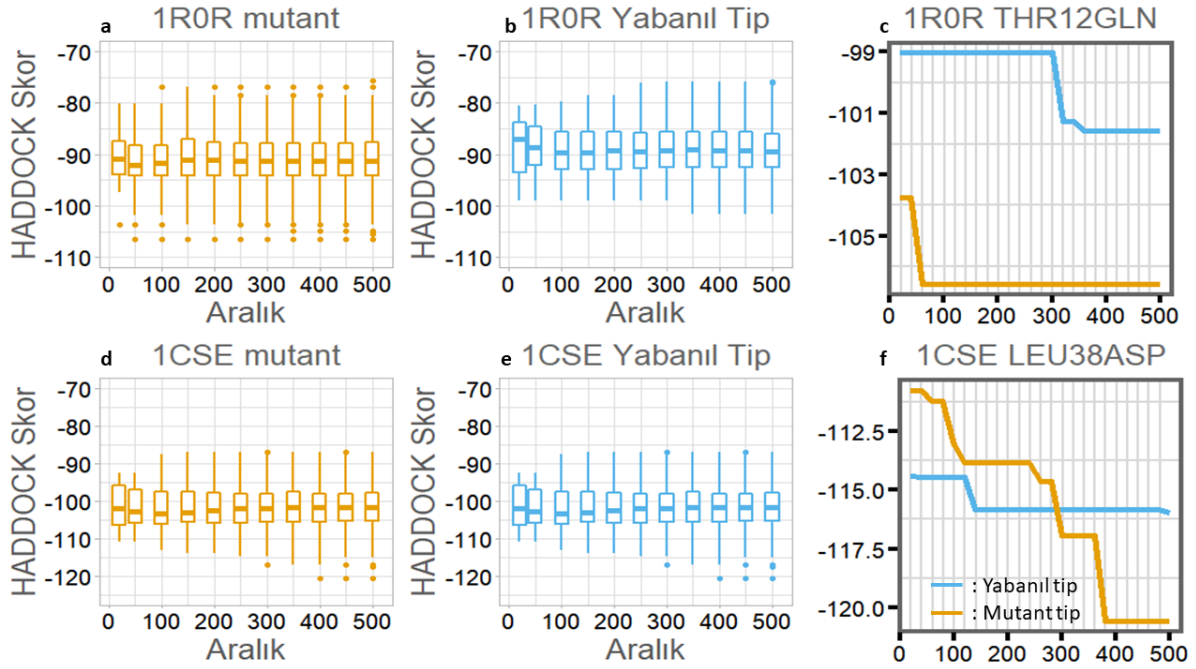 a 1R0R mutant
HADDOCK Skor
-70
-80
-90
-100
-110
0 100 200 300 400 500
Aralık
b 1R0R Yabanıl Tip
HADDOCK Skor
-70
-80
-90
-100
-110
0 100 200 300 400 500
Aralık
c 1R0R THR12GLN
-99
-101
-103
-105
0 100 200 300 400 500
d 1CSE mutant
HADDOCK Skor
-70
-80
-90
-100
-110
-120
0 100 200 300 400 500
Aralık
e 1CSE Yabanıl Tip
HADDOCK Skor
-70
-80
-90
-100
-110
-120
0 100 200 300 400 500
Aralık
f 1CSE LEU38ASP
-112.5
-115.0
-117.5
-120.0
: Yabanıl tip
: Mutant tip
0 100 200 300 400 500